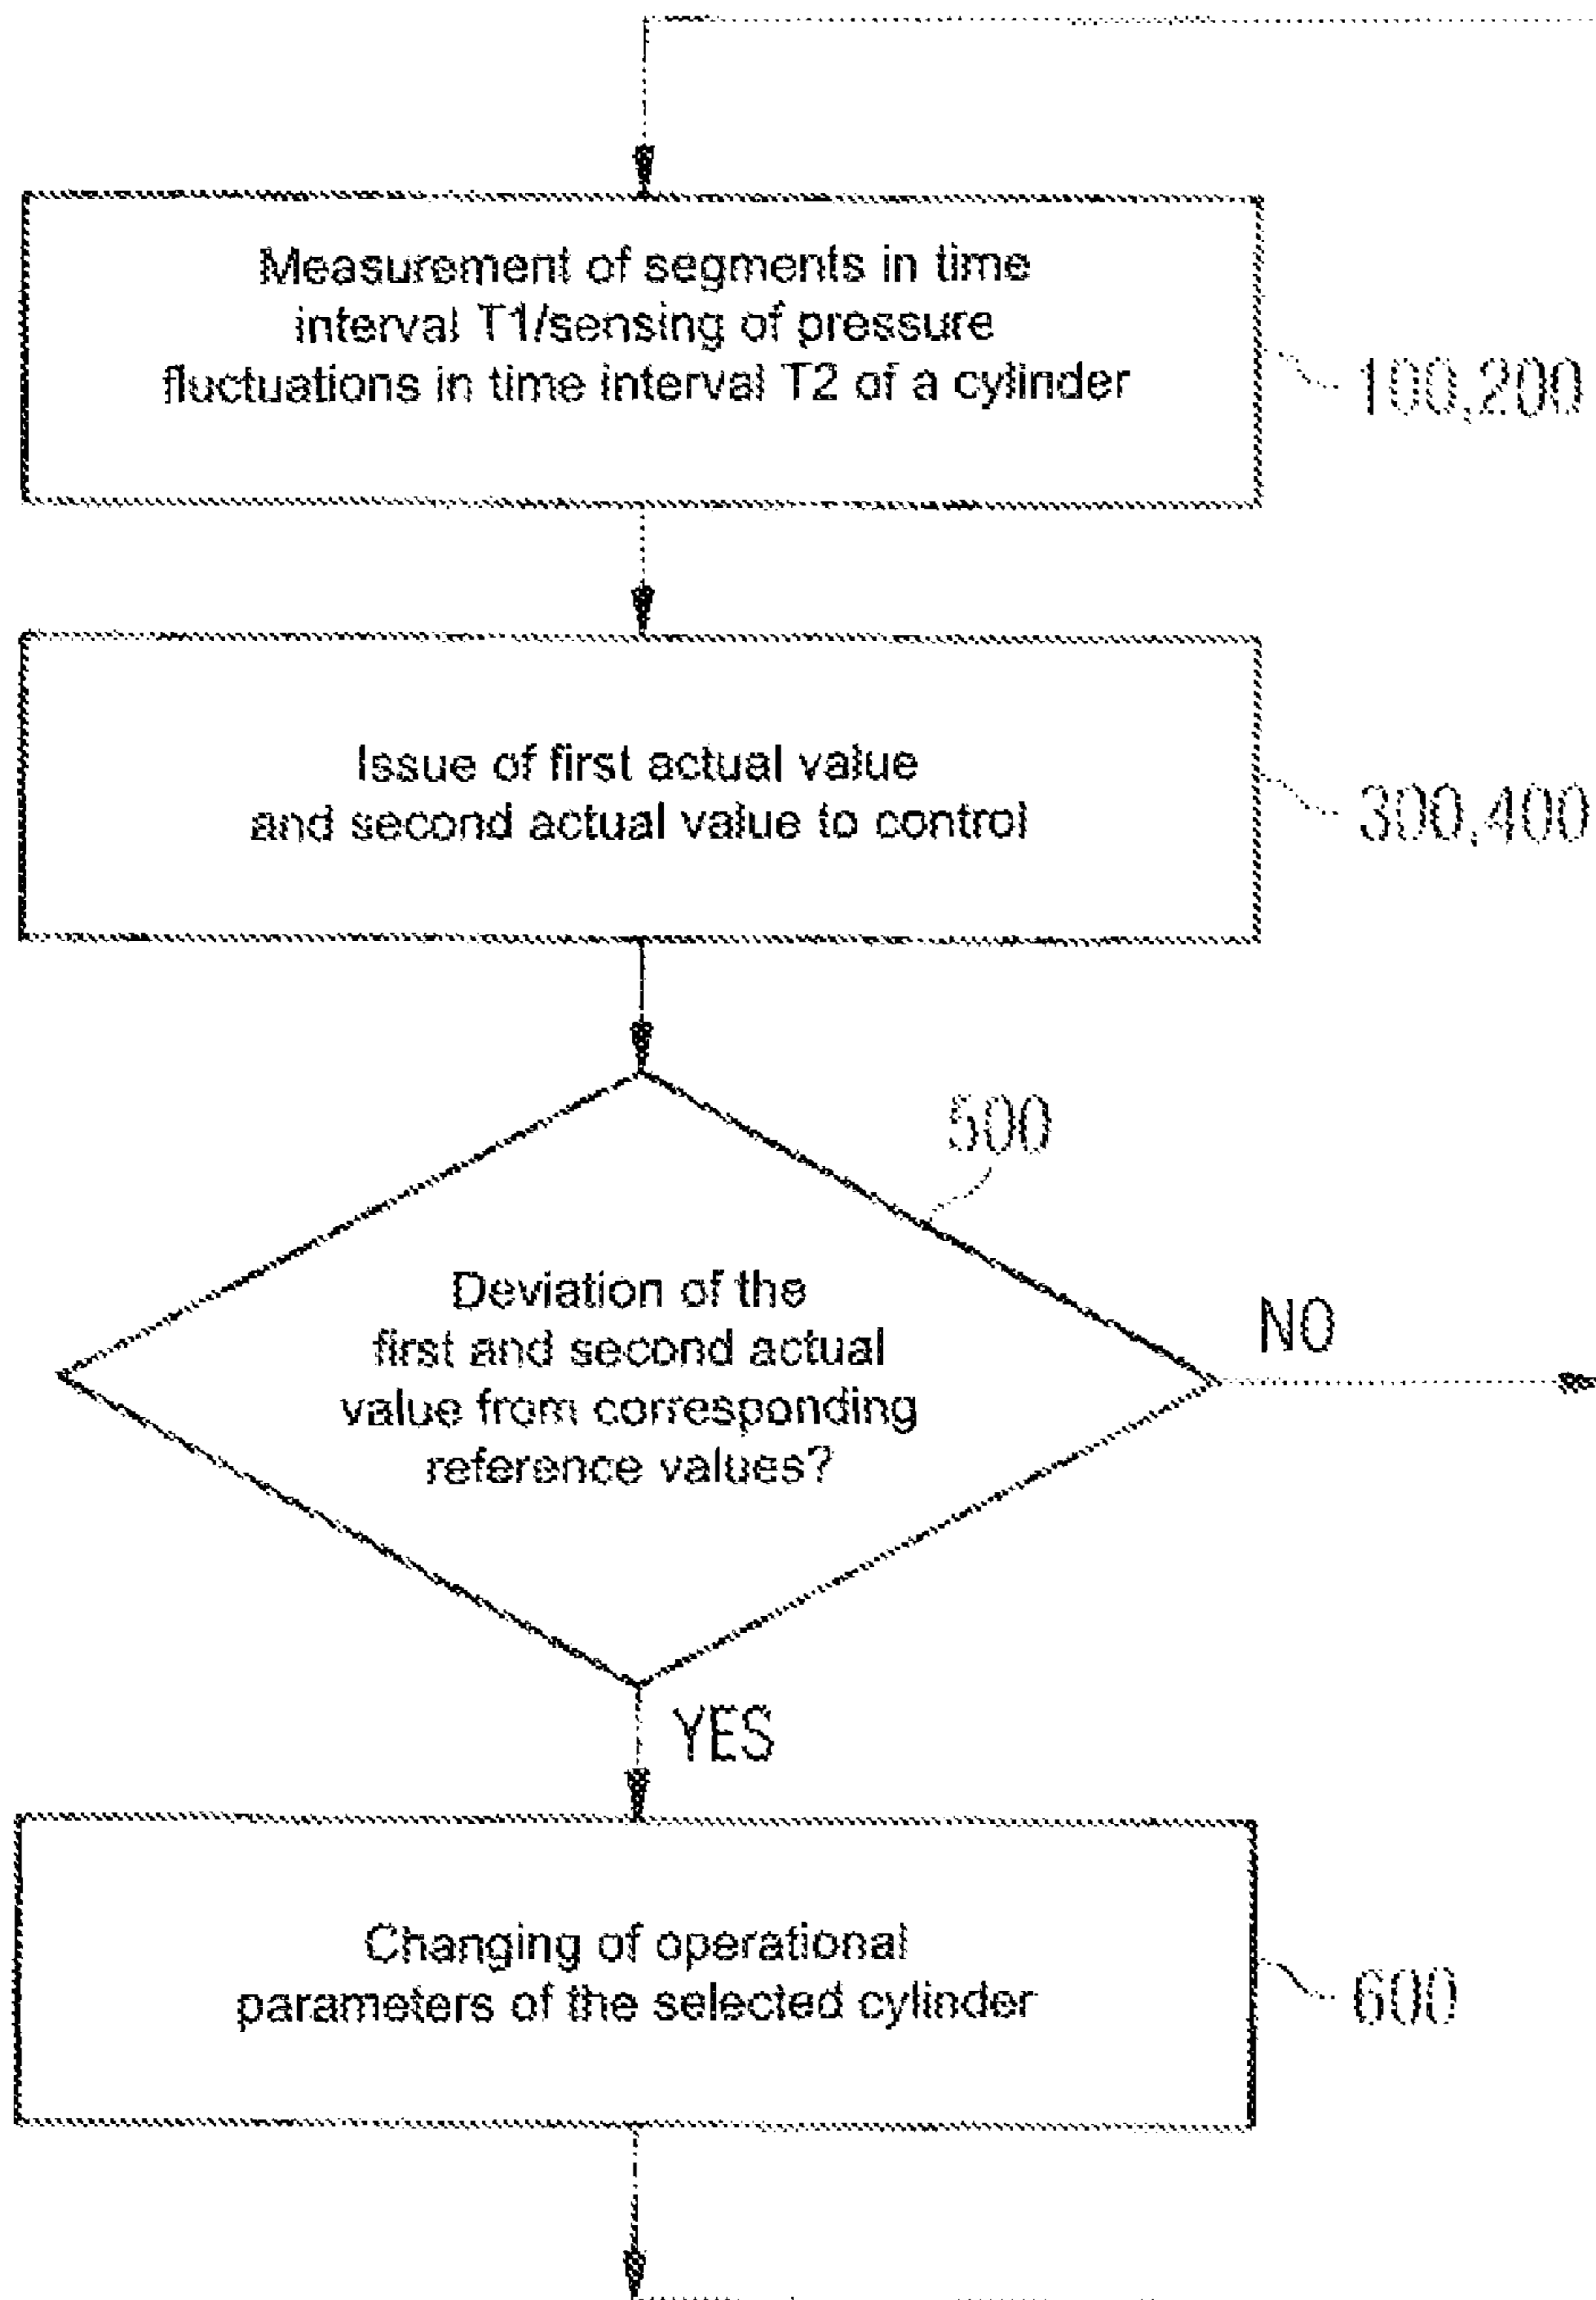 Measurement of segments in time
interval T1/sensing of pressure
fluctuations in time interval T2 of a cylinder
100,200
Issue of first actual value
and second actual value to control
300,400
500
Deviation of the
first and second actual
value from corresponding
reference values?
NO
YES
Changing of operational
parameters of the selected cylinder
600